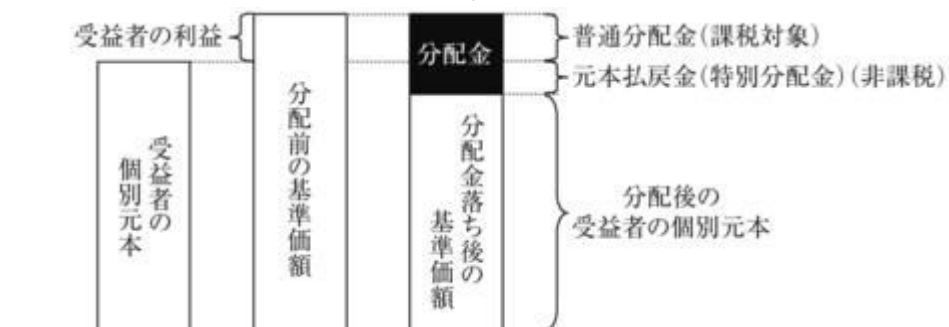 受益者の利益
受益者の
個別元本
分配前の基準価額
分配金
分配金落ち後の
基準価額
普通分配金(課税対象)
元本払戻金(特別分配金)(非課税)
分配後の
受益者の個別元本